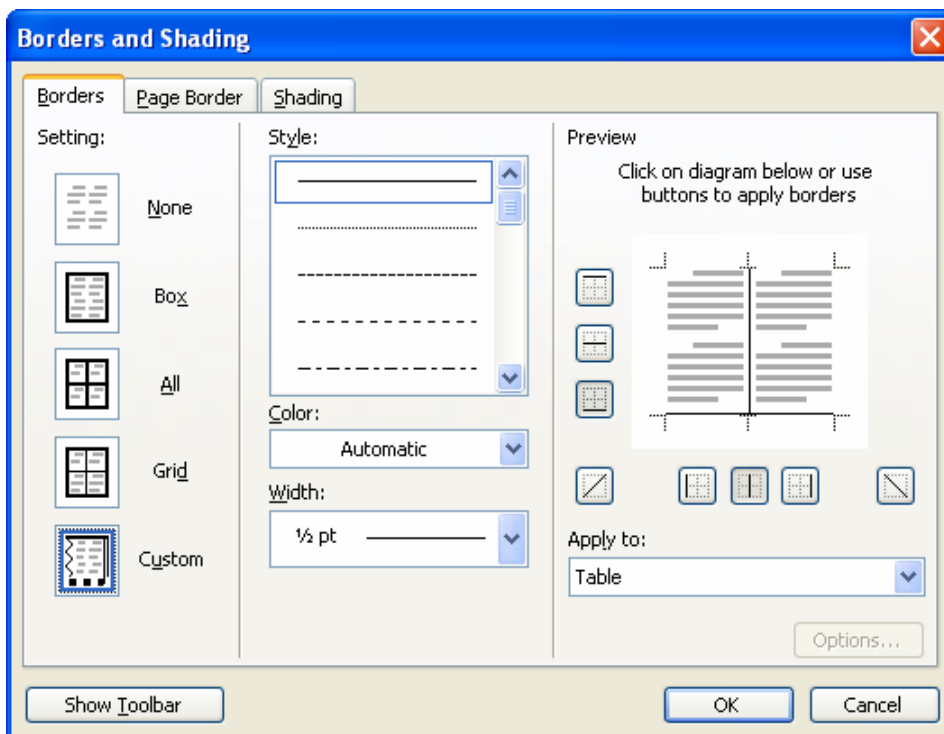 Borders and Shading
Borders
Page Border
Shading
Setting:
None
Box
All
Grid
Custom
Style:
Color:
Automatic
Width:
½ pt
Preview
Click on diagram below or use
buttons to apply borders
Apply to:
Table
Options...
Show Toolbar
OK
Cancel